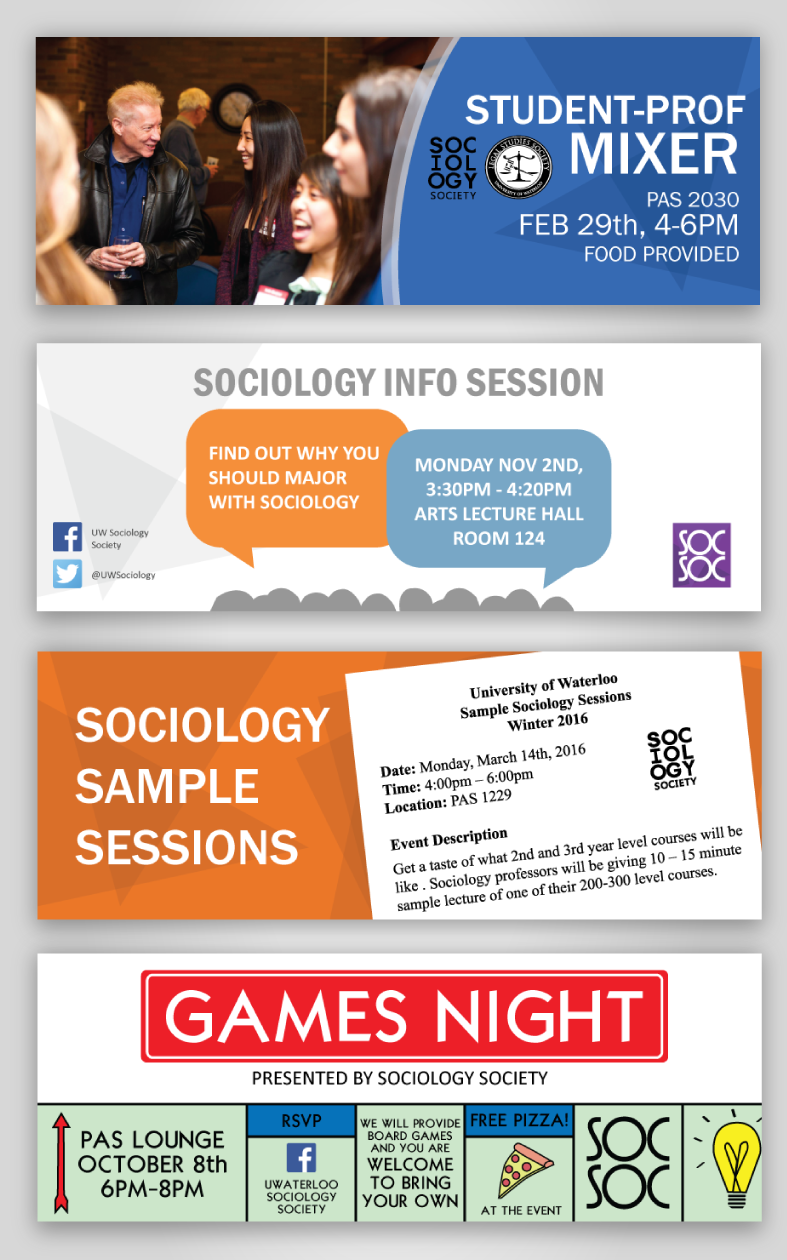 STUDENT-PROF
MIXER
SOC
IOL
OGY
SOCIETY
LEGAL STUDIES SOCIETY
UNIVERSITY OF WATERLOO
PAS 2030
FEB 29th, 4-6PM
FOOD PROVIDED
SOCIOLOGY INFO SESSION
FIND OUT WHY YOU
SHOULD MAJOR
WITH SOCIOLOGY
MONDAY NOV 2ND,
3:30PM - 4:20PM
ARTS LECTURE HALL
ROOM 124
UW Sociology
Society
@UWSociology
SOC
SOC
SOCIOLOGY
SAMPLE
SESSIONS
University of Waterloo
Sample Sociology Sessions
Winter 2016
Date: Monday, March 14th, 2016
Time: 4:00pm – 6:00pm
Location: PAS 1229
SOC
IOL
OGY
SOCIETY
Event Description
Get a taste of what 2nd and 3rd year level courses will be
like . Sociology professors will be giving 10 – 15 minute
sample lecture of one of their 200-300 level courses.
GAMES NIGHT
PRESENTED BY SOCIOLOGY SOCIETY
PAS LOUNGE
OCTOBER 8th
6PM-8PM
RSVP
UWATERLOO
SOCIOLOGY
SOCIETY
WE WILL PROVIDE
BOARD GAMES
AND YOU ARE
WELCOME
TO BRING
YOUR OWN
FREE PIZZA!
AT THE EVENT
SOC
SOC